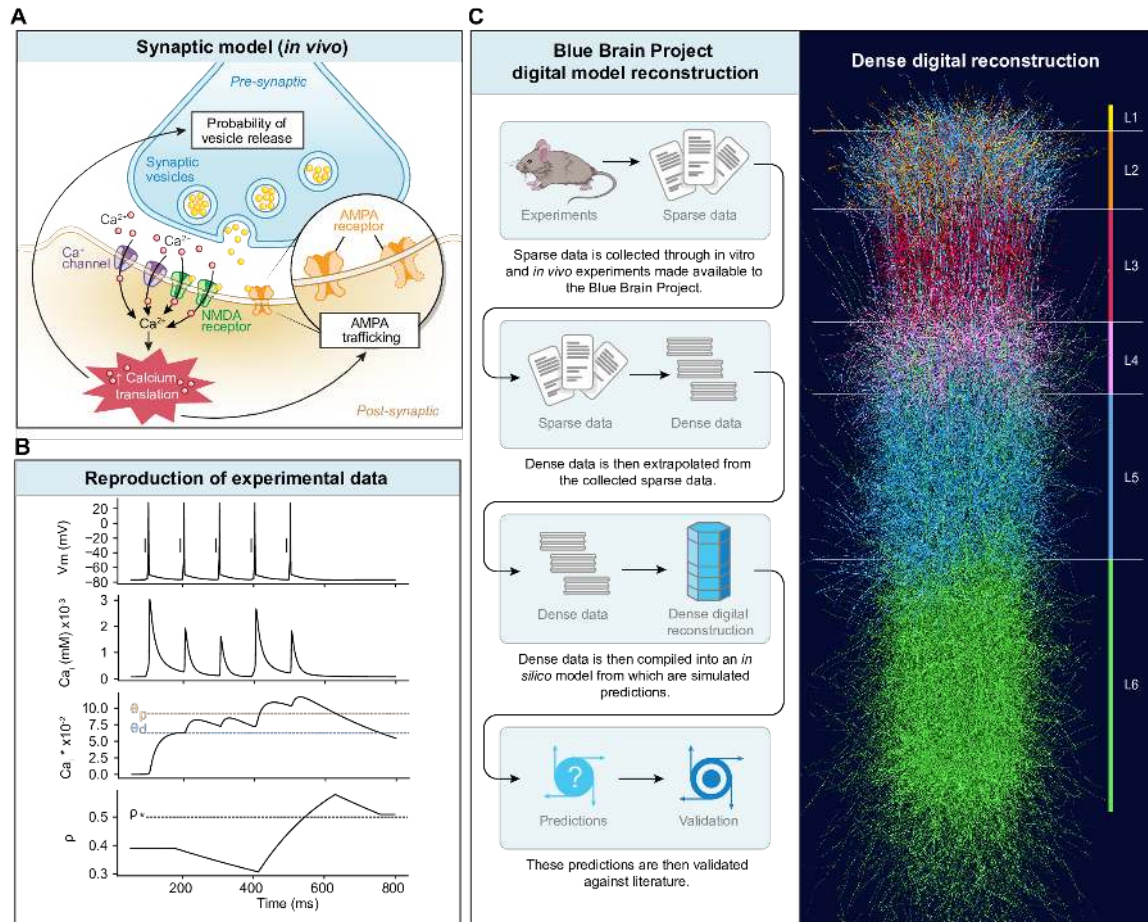 A
Synaptic model (in vivo)
Pre-synaptic
Probability of
vesicle release
Synaptic
vesicles
Ca²⁺
Ca²⁻
Ca⁺
channel
AMPA
receptor
NMDA
receptor
Ca²⁺
AMPA
trafficking
↑ Calcium
translation
Post-synaptic
B
Reproduction of experimental data
Vm (mV)
20
0
−20
−40
−60
−80
Caᵢ (mM) x10⁻³
3
2
1
0
Caᵢ* x10⁻²
10.0
7.5
5.0
2.5
0.0
θp
θd
ρ
0.5
0.4
0.3
ρ*
200 400 600 800
Time (ms)
C
Blue Brain Project
digital model reconstruction
Experiments
Sparse data
Sparse data is collected through in vitro
and in vivo experiments made available to
the Blue Brain Project.
Sparse data
Dense data
Dense data is then extrapolated from
the collected sparse data.
Dense data
Dense digital
reconstruction
Dense data is then compiled into an in
silico model from which are simulated
predictions.
?
Predictions
Validation
These predictions are then validated
against literature.
Dense digital reconstruction
L1
L2
L3
L4
L5
L6